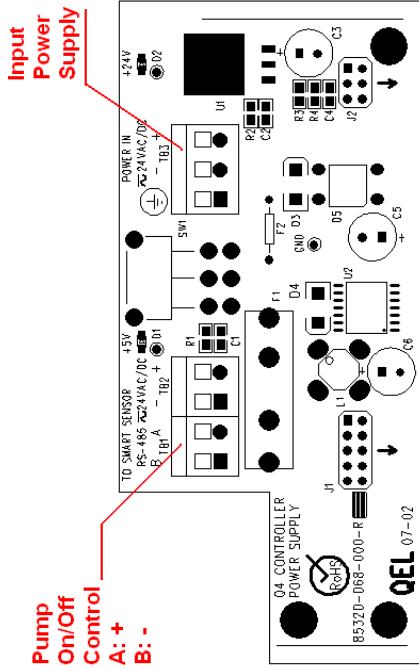 Pump
On/Off
Control
A: +
B: -
Input
Power
Supply
TO SMART SENSOR
RS-485 24VAC/DC
B A - +
TB1 TB2
+5V
D1
SW1
POWER IN
24VAC/DC
- TB3 +
+24V
D2
R1
C1
F1
R2
C2
U1
F2
GND
D3
R3
R4
C4
C3
J2
D5
C5
U2
D4
L1
C6
J1
Q4 CONTROLLER
POWER SUPPLY
RoHS
8532D-D68-000-R
QEL 07-02